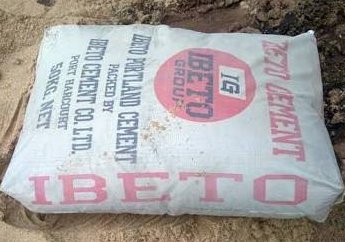 IBETO CEMENT
IG
IBETO
GROUP
IBETO PORTLAND CEMENT
PACKED BY
IBETO CEMENT CO LTD.
PORT HARCOURT
50KG. NET
IBETO